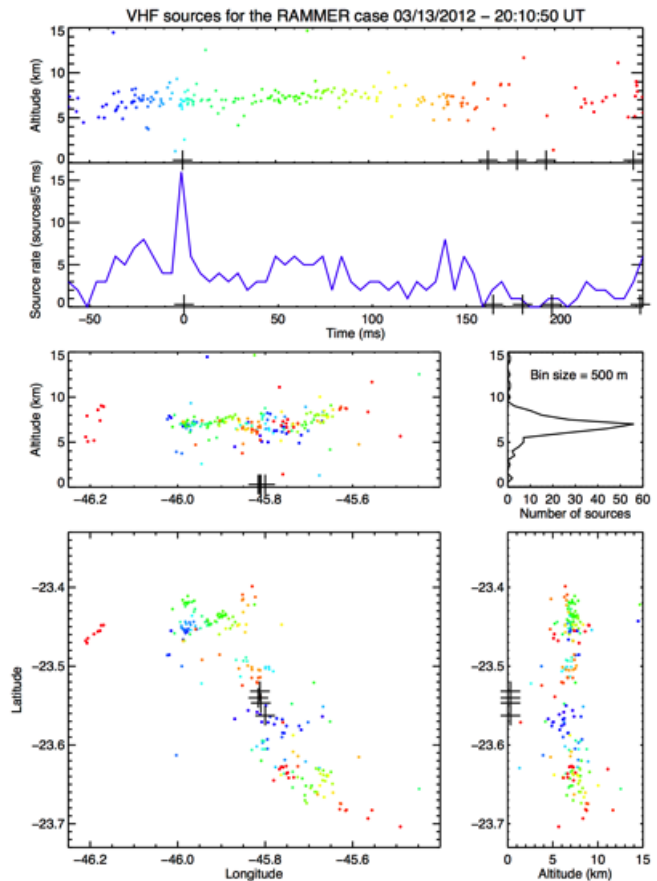 VHF sources for the RAMMER case 03/13/2012 − 20:10:50 UT
15
10
5
0
Altitude (km)
15
10
5
0
Source rate (sources/5 ms)
−50 0 50 100 150 200
Time (ms)
15
10
5
0
Altitude (km)
−46.2 −46.0 −45.8 −45.6
Bin size = 500 m
0 10 20 30 40 50 60
Number of sources
−23.4
−23.5
−23.6
−23.7
Latitude
−46.2 −46.0 −45.8 −45.6
Longitude
−23.4
−23.5
−23.6
−23.7
0 5 10 15
Altitude (km)